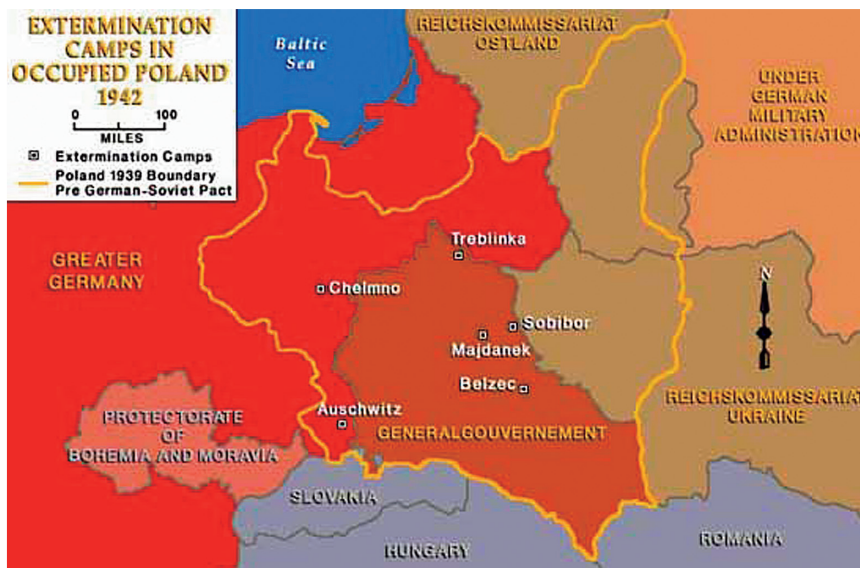 EXTERMINATION
CAMPS IN
OCCUPIED POLAND
1942
0 100
MILES
Extermination Camps
Poland 1939 Boundary
Pre German-Soviet Pact
Baltic
Sea
REICHSKOMMISSARIAT
OSTLAND
UNDER
GERMAN
MILITARY
ADMINISTRATION
GREATER
GERMANY
Treblinka
Chelmno
N
Sobibor
Majdanek
Belzec
Auschwitz
GENERALGOUVERNEMENT
REICHSKOMMISSARIAT
UKRAINE
PROTECTORATE
OF
BOHEMIA AND MORAVIA
SLOVAKIA
HUNGARY
ROMANIA